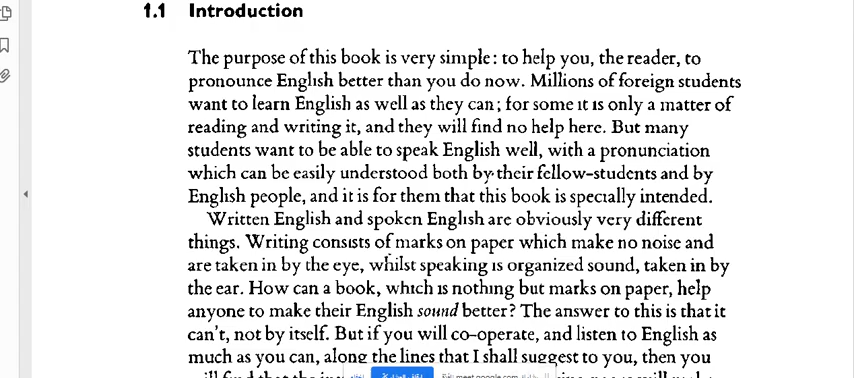 1.1 Introduction
The purpose of this book is very simple: to help you, the reader, to
pronounce English better than you do now. Millions of foreign students
want to learn English as well as they can; for some it is only a matter of
reading and writing it, and they will find no help here. But many
students want to be able to speak English well, with a pronunciation
which can be easily understood both by their fellow-students and by
English people, and it is for them that this book is specially intended.
Written English and spoken English are obviously very different
things. Writing consists of marks on paper which make no noise and
are taken in by the eye, whilst speaking is organized sound, taken in by
the ear. How can a book, which is nothing but marks on paper, help
anyone to make their English sound better? The answer to this is that it
can't, not by itself. But if you will co-operate, and listen to English as
much as you can, along the lines that I shall suggest to you, then you
meet.google.com